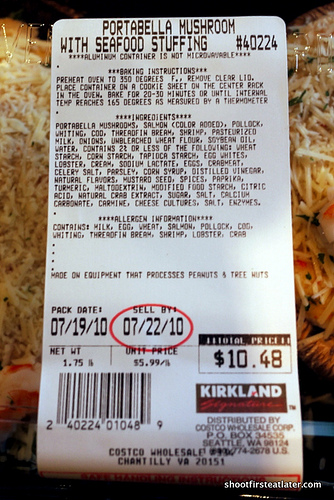 PORTABELLA MUSHROOM
WITH SEAFOOD STUFFING #40224
****ALUMINUM CONTAINER IS NOT MICROWAVABLE****
***BAKING INSTRUCTIONS***
PREHEAT OVEN TO 350 DEGREES F., REMOVE CLEAR LID.
PLACE CONTAINER ON A COOKIE SHEET ON THE CENTER RACK
IN THE OVEN, BAKE FOR 20-30 MINUTES OR UNTIL INTERNAL
TEMP REACHES 165 DEGREES AS MEASURED BY A THERMOMETER
****INGREDIENTS****
PORTABELLA MUSHROOMS, SALMON (COLOR ADDED), POLLOCK,
WHITING, COD, THREADFIN BREAM, SHRIMP, PASTEURIZED
MILK, ONIONS, UNBLEACHED WHEAT FLOUR, SOYBEAN OIL,
WATER, CONTAINS 2% OR LESS OF THE FOLLOWING: WHEAT
STARCH, CORN STARCH, TAPIOCA STARCH, EGG WHITES,
LOBSTER, CREAM, SODIUM LACTATE, EGGS, CRABMEAT,
CELERY SALT, PARSLEY, CORN SYRUP, DISTILLED VINEGAR,
NATURAL FLAVORS, MUSTARD SEED, SPICES, PAPRIKA,
TURMERIC, MALTODEXTRIN, MODIFIED FOOD STARCH, CITRIC
ACID, NATURAL CRAB EXTRACT, SUGAR, SALT, CALCIUM
CARBONATE, CARMINE, CHEESE CULTURES, SALT, ENZYMES.
****ALLERGEN INFORMATION****
CONTAINS: MILK, EGG, WHEAT, SALMON, POLLOCK, COD,
WHITING, THREADFIN BREAM, SHRIMP, LOBSTER, CRAB
MADE ON EQUIPMENT THAT PROCESSES PEANUTS & TREE NUTS
PACK DATE: SELL BY:
07/19/10 07/22/10
TOTAL PRICE
NET WT UNIT PRICE
1.75 lb $5.99/lb
$10.48
KIRKLAND
Signature
2 40224 01048 9
DISTRIBUTED BY
COSTCO WHOLESALE CORP.
P.O. BOX 34535
SEATTLE, WA 98124
774-2678 U.S.
COSTCO WHOLESALE
CHANTILLY VA 20151
shootfirsteatlater.com